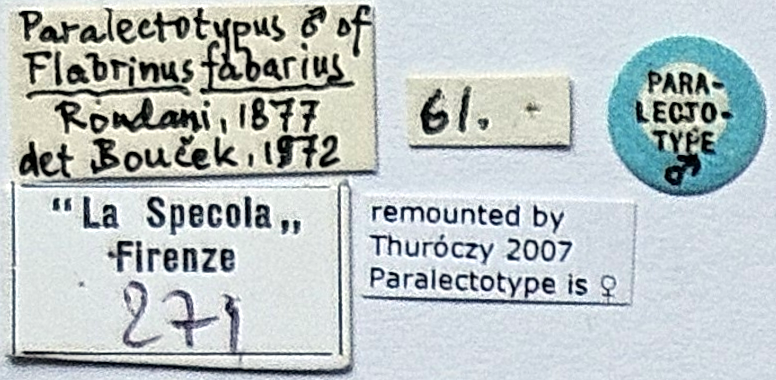 Paralectotypus ♂ of
Flabrinus fabarius
Rondani, 1877
det Bouček, 1972
61.
PARA-
LECTO-
TYPE
♂
“La Specola„
Firenze
271
remounted by
Thuróczy 2007
Paralectotype is ♀